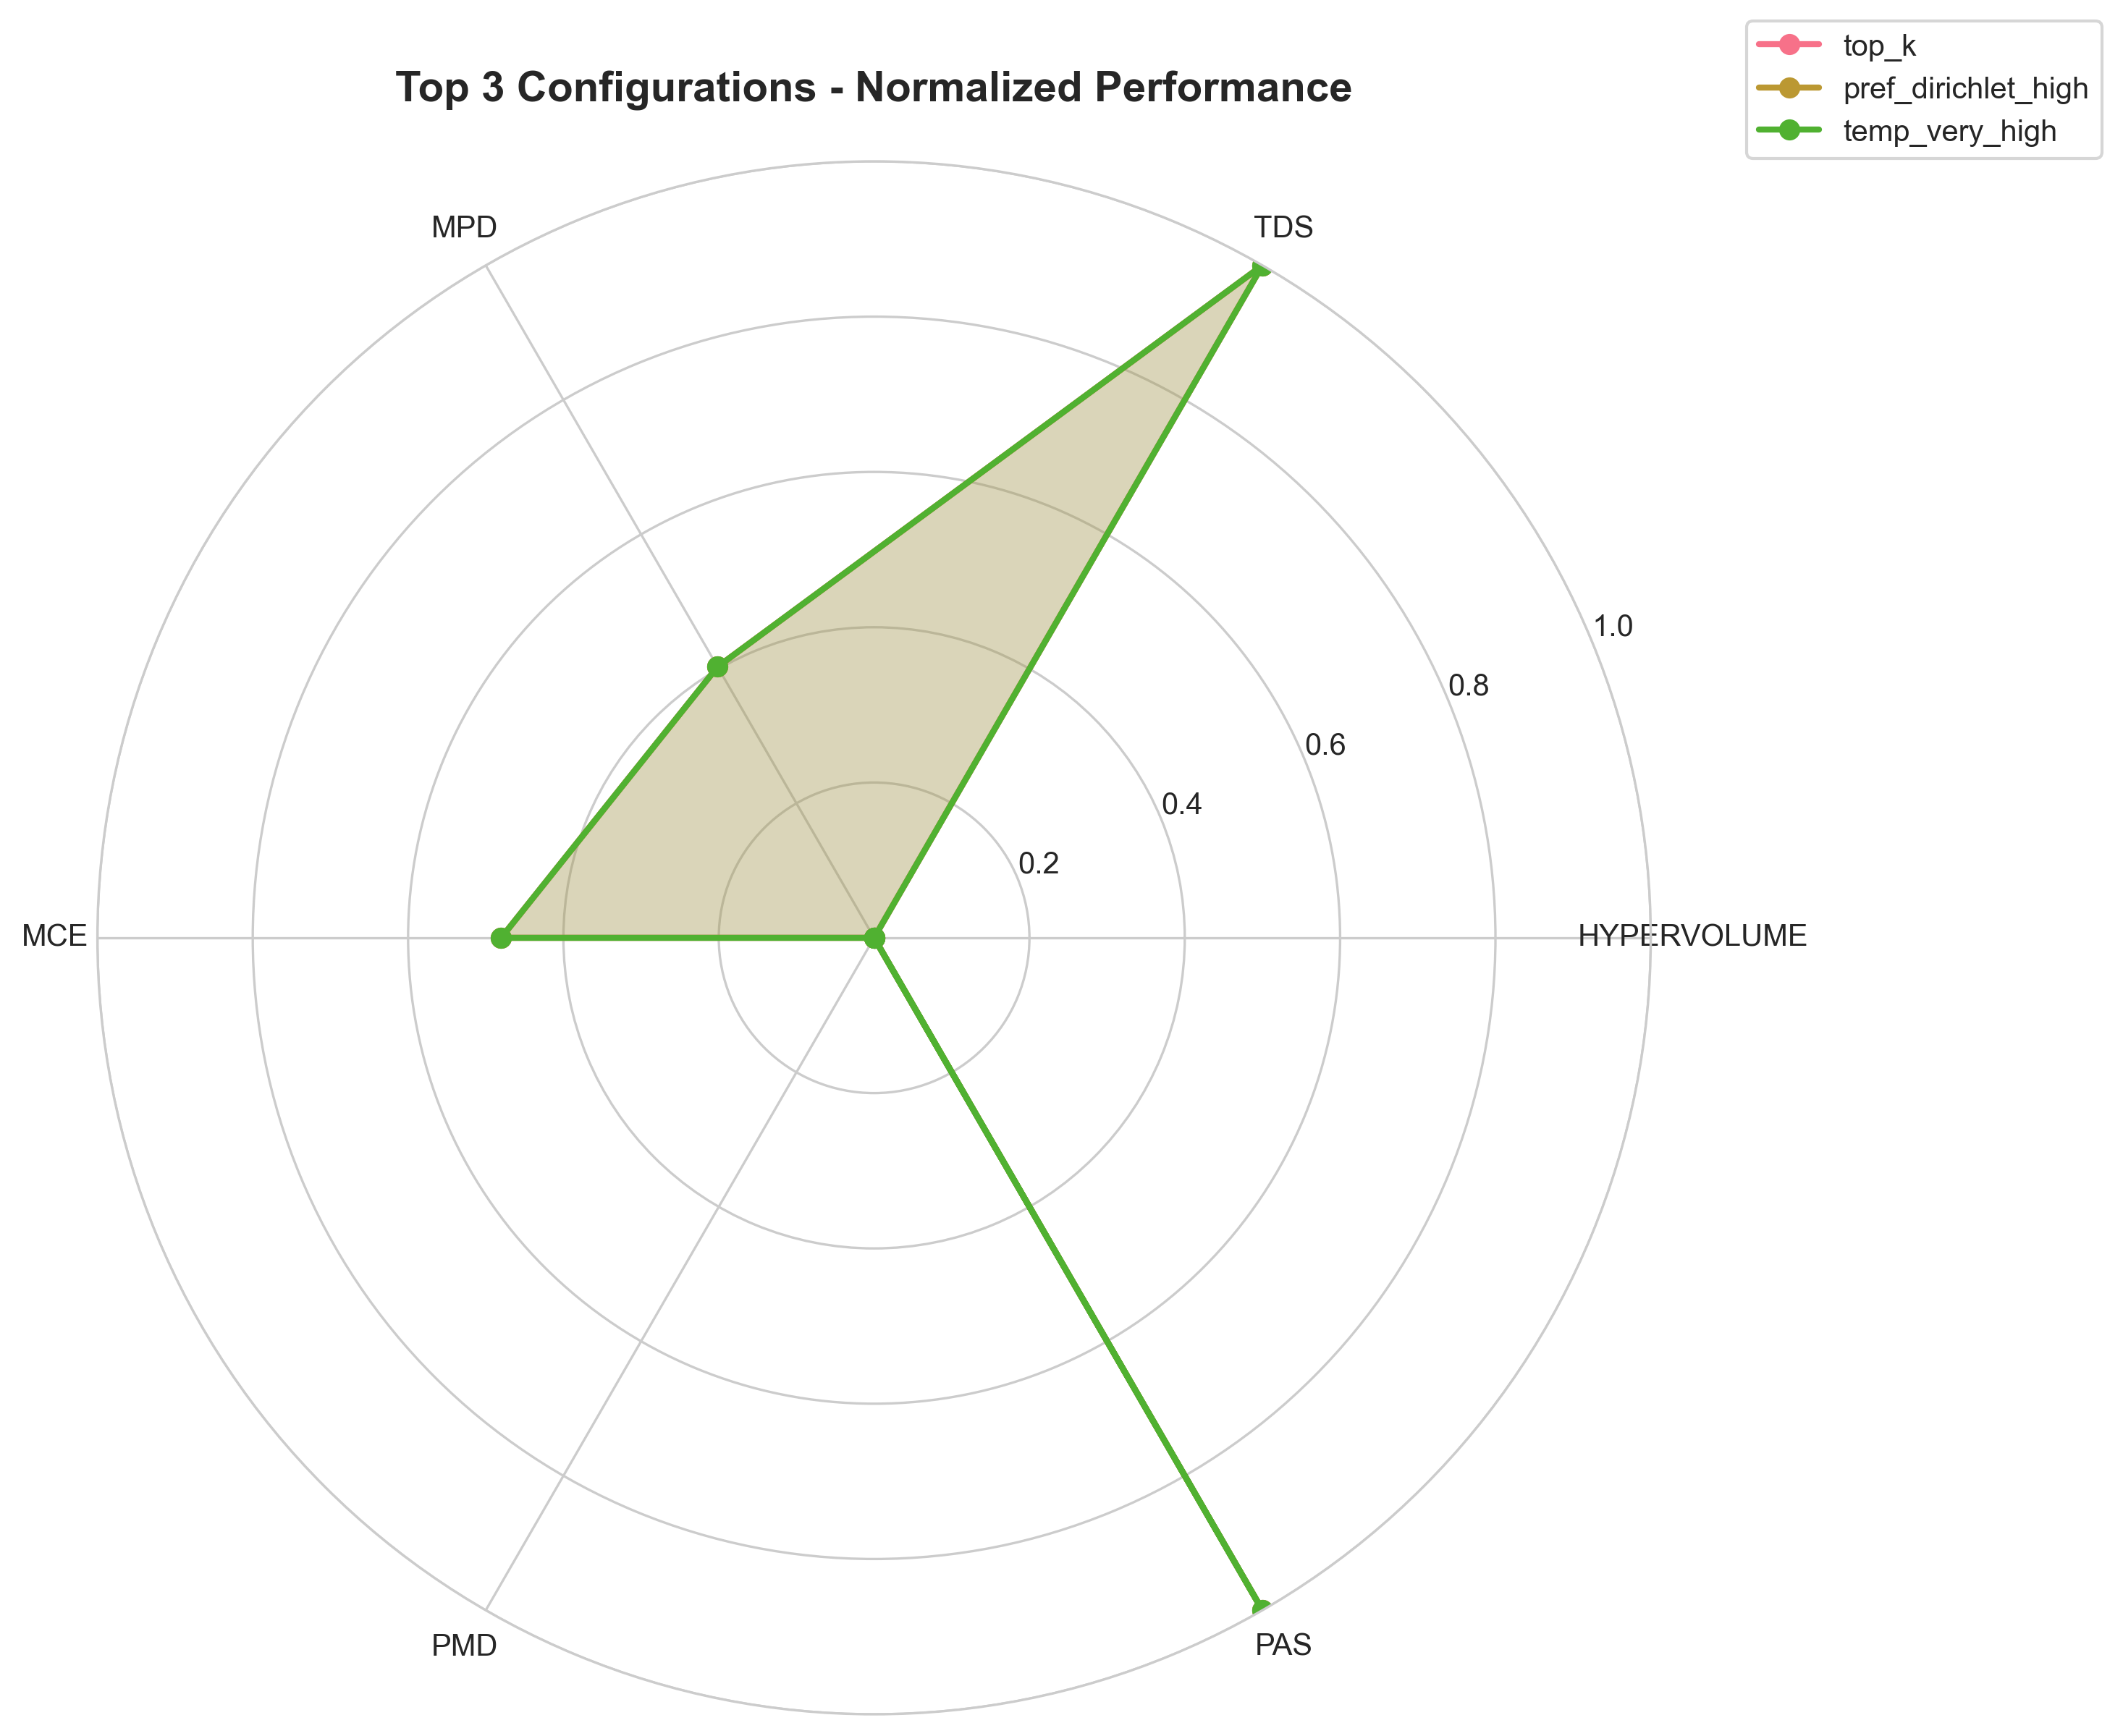 top_k
pref_dirichlet_high
temp_very_high
Top 3 Configurations - Normalized Performance
MPD
TDS
1.0
0.8
0.6
0.4
0.2
MCE
HYPERVOLUME
PMD
PAS